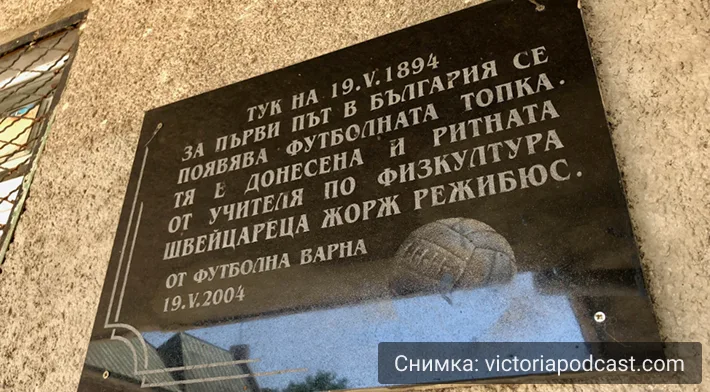 ТУК НА 19.V.1894
ЗА ПЪРВИ ПЪТ В БЪЛГАРИЯ СЕ
ПОЯВЯВА ФУТБОЛНАТА ТОПКА.
ТЯ Е ДОНЕСЕНА И РИТНАТА
ОТ УЧИТЕЛЯ ПО ФИЗКУЛТУРА
ШВЕЙЦАРЕЦА ЖОРЖ РЕЖИБЮС.
ОТ ФУТБОЛНА ВАРНА
19.V.2004
Снимка: victoriapodcast.com